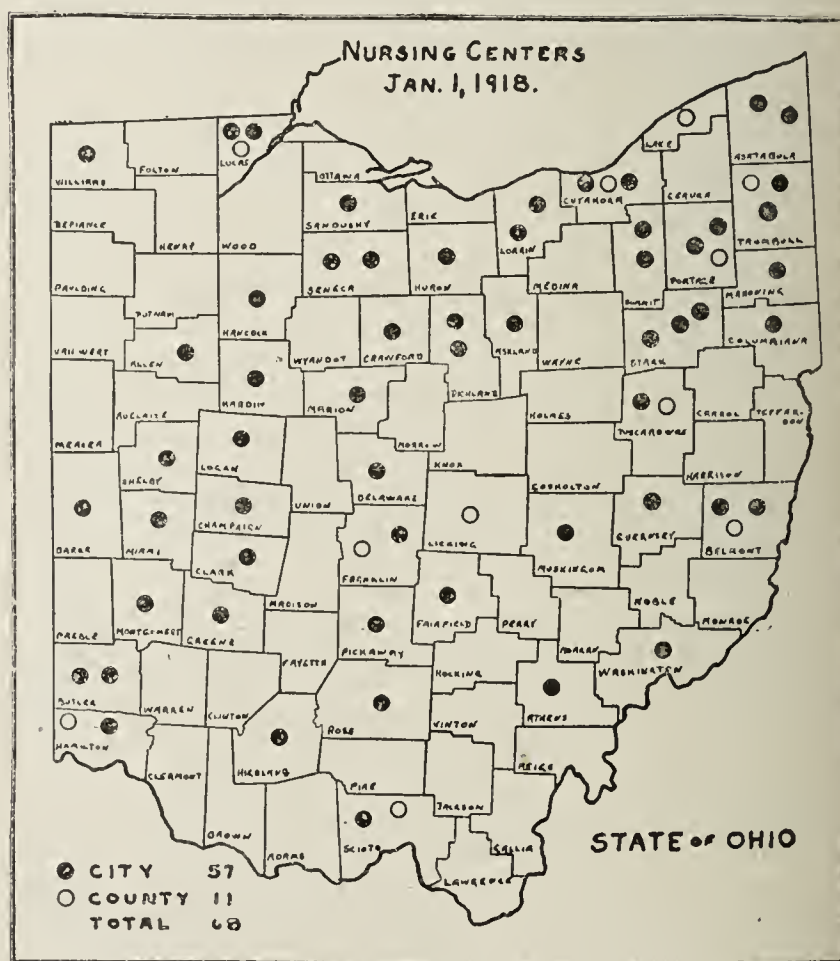 NURSING CENTERS
JAN. 1, 1918.
WILLIAMS
FULTON
LUCAS
OTTAWA
LAKE
ASHTABULA
CUYAHOGA
GEAUGA
DEFIANCE
HENRY
WOOD
SANDUSKY
ERIE
LORAIN
TRUMBULL
PAULDING
SENECA
HURON
MEDINA
SUMMIT
PORTAGE
MAHONING
PUTNAM
HANCOCK
VAN WERT
ALLEN
WYANDOT
CRAWFORD
RICHLAND
ASHLAND
WAYNE
STARK
COLUMBIANA
HARDIN
MARION
AUGLAIZE
MERCER
MORROW
HOLMES
TUSCARAWAS
CARROL
JEFFER-
SON
LOGAN
KNOX
SHELBY
UNION
DELAWARE
COSHOCTON
HARRISON
CHAMPAIGN
DARKE
MIAMI
CLARK
FRANKLIN
LICKING
MUSKINGUM
GUERNSEY
BELMONT
MADISON
NOBLE
PREBLE
MONTGOMERY
GREENE
FAIRFIELD
PERRY
MONROE
PICKAWAY
FAYETTE
MORGAN
WASHINGTON
HOCKING
BUTLER
WARREN
CLINTON
ROSS
VINTON
ATHENS
HAMILTON
CLERMONT
HIGHLAND
MEIGS
PIKE
JACKSON
BROWN
ADAMS
SCIOTO
GALLIA
LAWRENCE
STATE OF OHIO
CITY 57
COUNTY 11
TOTAL 68